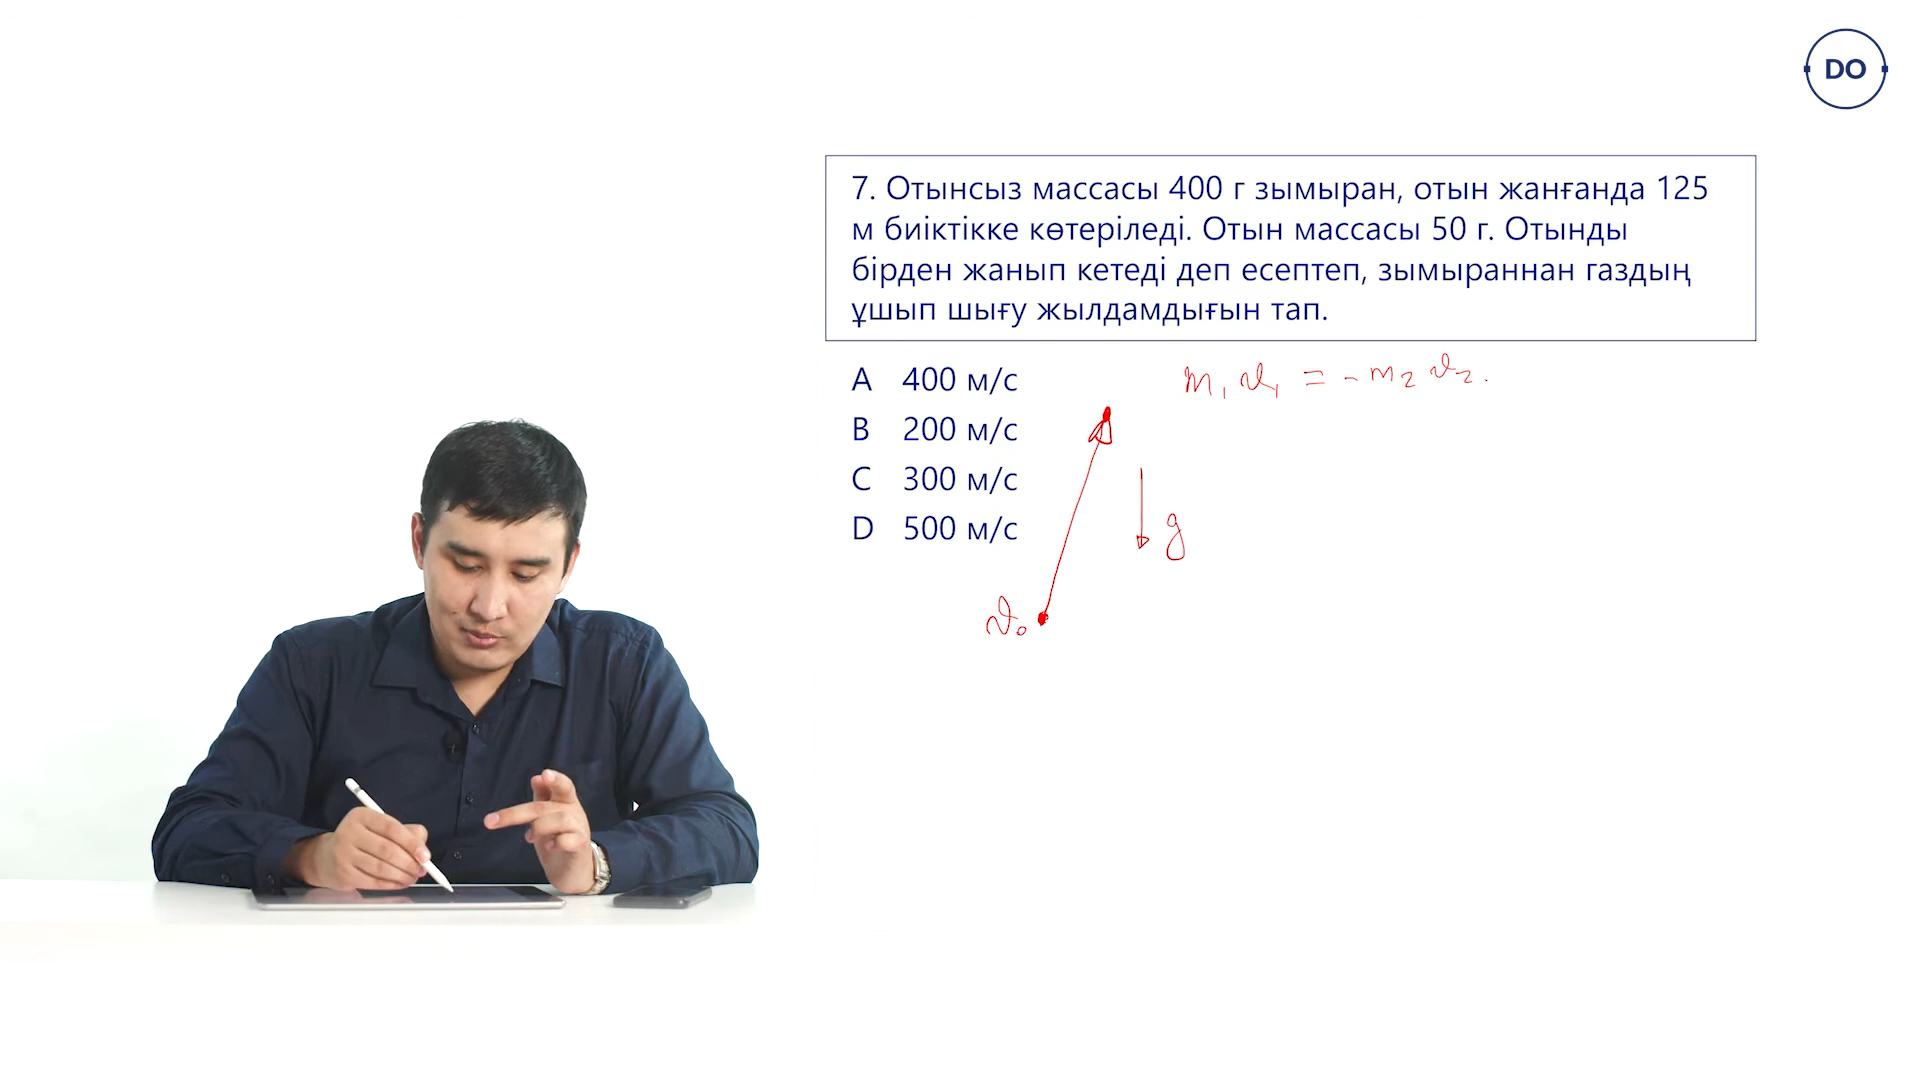 DO
7. Отынсыз массасы 400 г зымыран, отын жанғанда 125
м биіктікке көтеріледі. Отын массасы 50 г. Отынды
бірден жанып кетеді деп есептеп, зымыраннан газдың
ұшып шығу жылдамдығын тап.
A 400 м/с
B 200 м/с
C 300 м/с
D 500 м/с
m₁ϑ₁ = -m₂ϑ₂.
g
ϑ₀